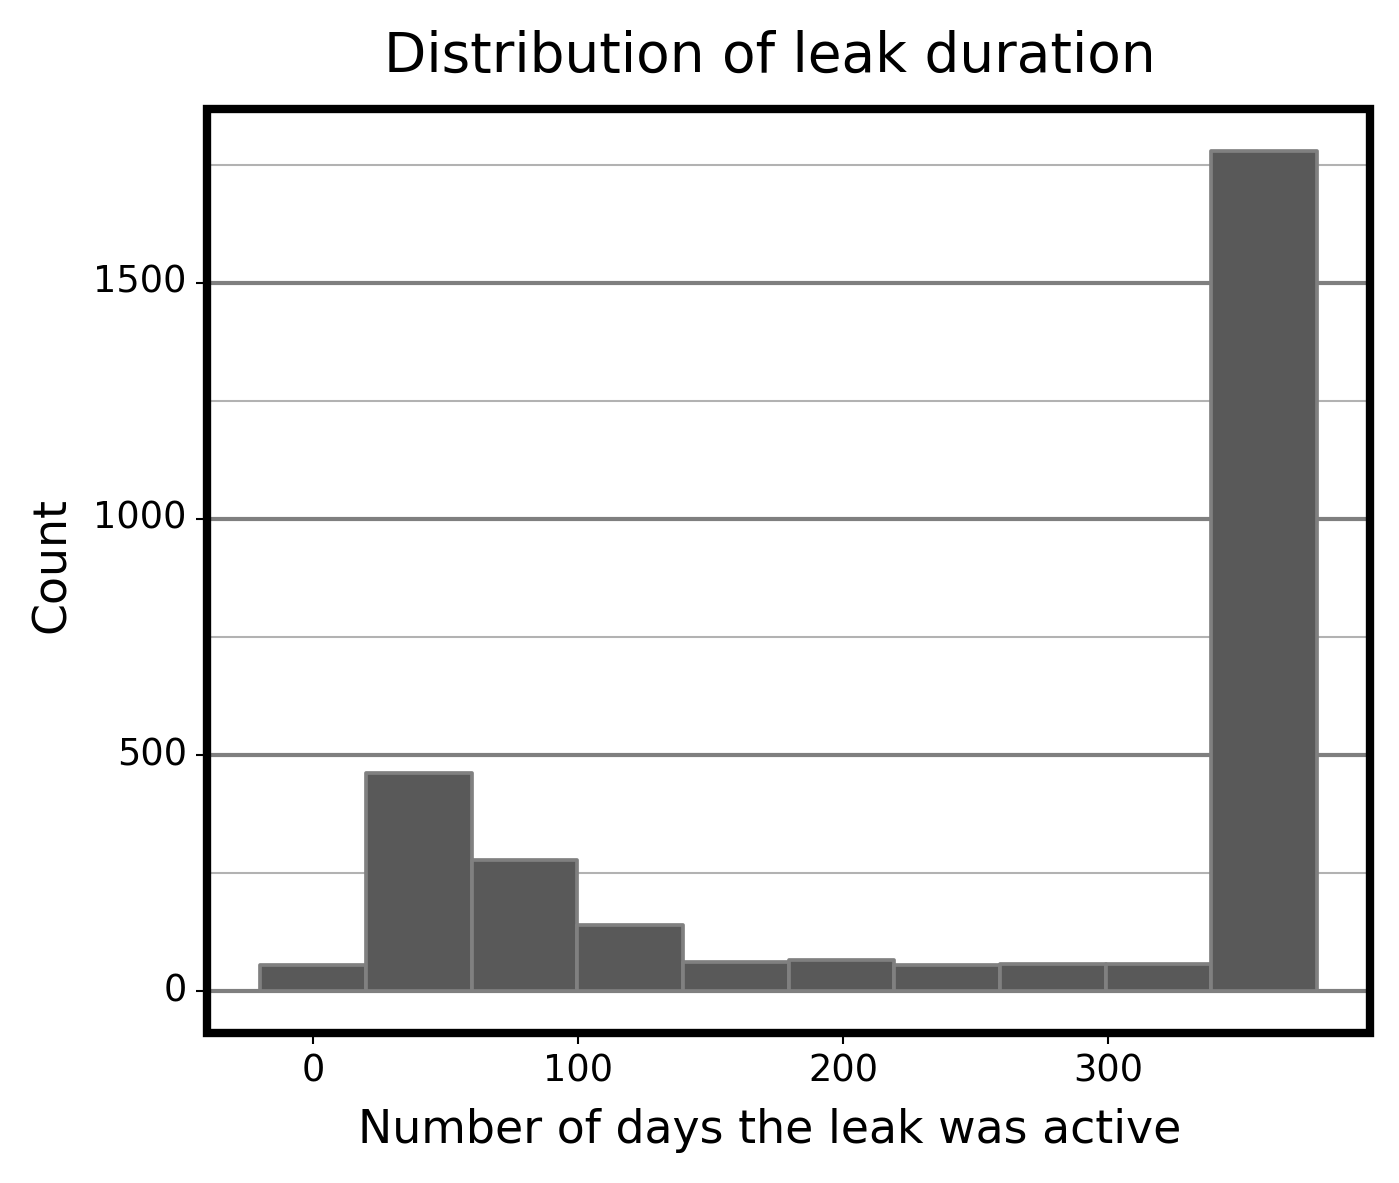 Distribution of leak duration
1500
1000
500
0
Count
0 100 200 300
Number of days the leak was active